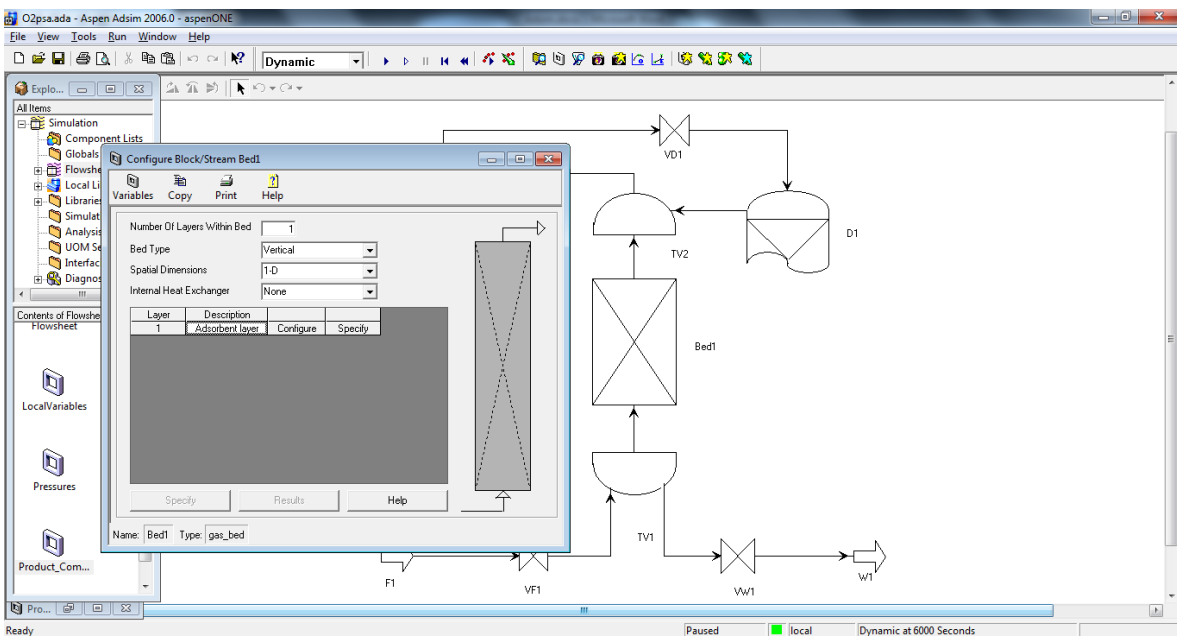 O2psa.ada - Aspen Adsim 2006.0 - aspenONE
File View Tools Run Window Help
Dynamic
Explo...
All Items
Simulation
Component Lists
Globals
Flowshe
Local Li
Libraries
Simulat
Analysis
UOM Se
Interfac
Diagnos
Contents of Flowshe
Flowsheet
LocalVariables
Pressures
Product_Com...
Pro...
Configure Block/Stream Bed1
Variables Copy Print Help
Number Of Layers Within Bed 1
Bed Type Vertical
Spatial Dimensions 1-D
Internal Heat Exchanger None
Layer Description
1 Adsorbent layer Configure Specify
Specify Results Help
Name: Bed1 Type: gas_bed
VD1
D1
TV2
Bed1
TV1
F1
VF1
VW1
W1
Ready Paused local Dynamic at 6000 Seconds